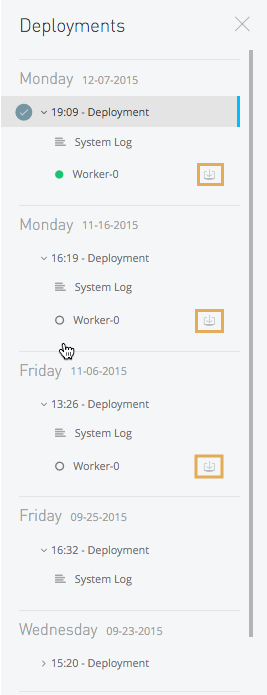 Deployments
Monday 12-07-2015
19:09 - Deployment
System Log
Worker-0
Monday 11-16-2015
16:19 - Deployment
System Log
Worker-0
Friday 11-06-2015
13:26 - Deployment
System Log
Worker-0
Friday 09-25-2015
16:32 - Deployment
System Log
Wednesday 09-23-2015
15:20 - Deployment